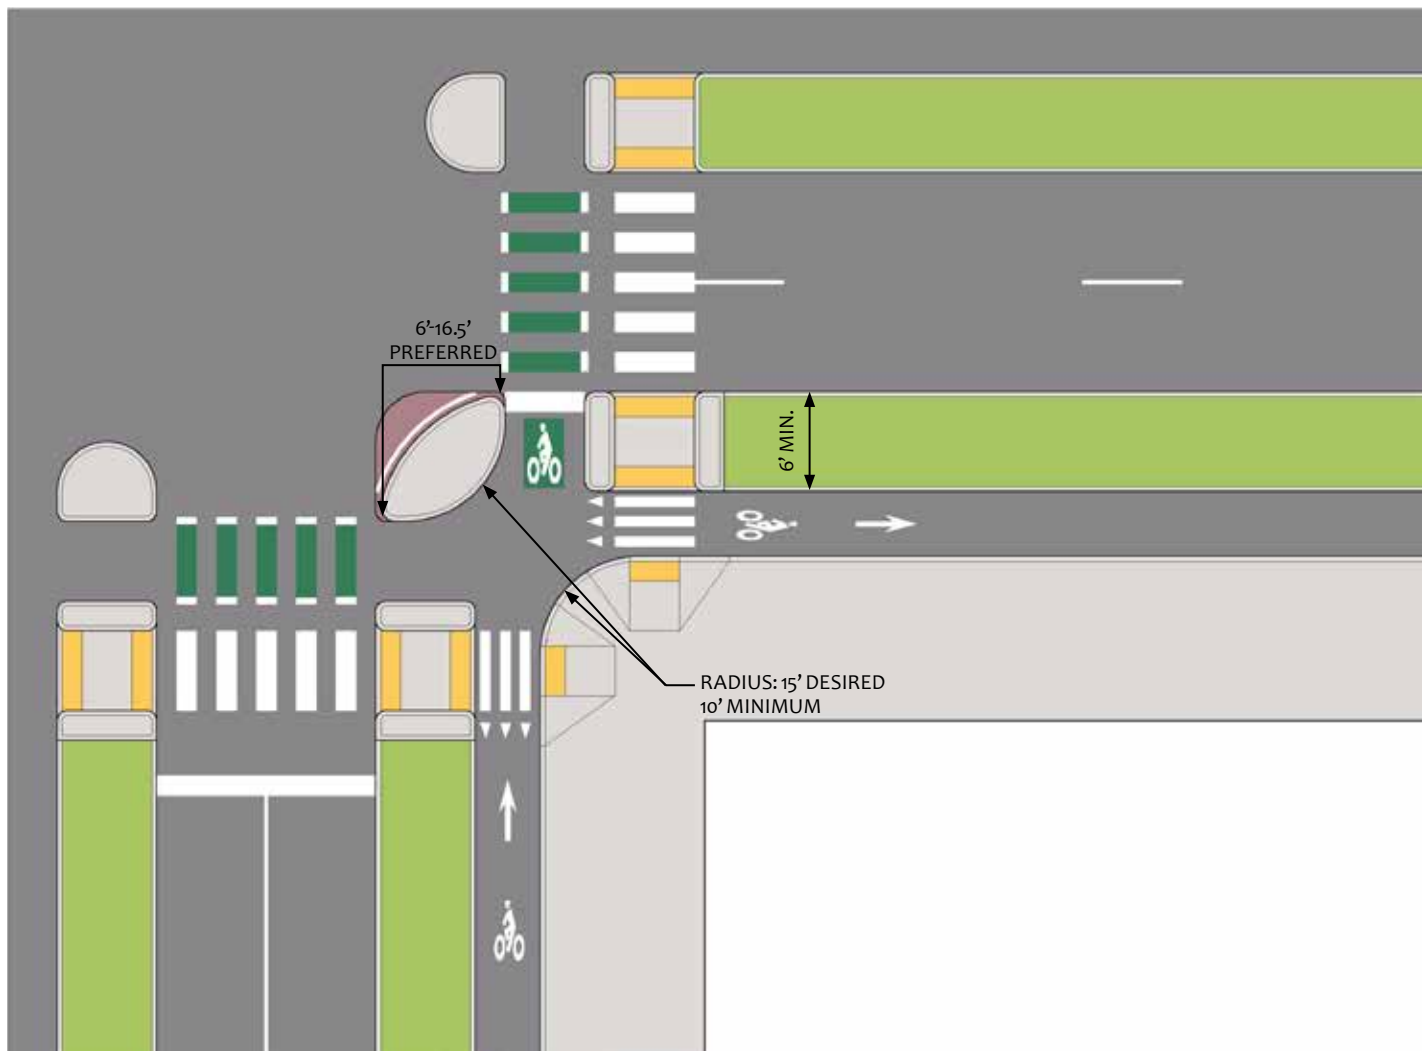 6'-16.5'
PREFERRED
6' MIN.
RADIUS: 15' DESIRED
10' MINIMUM